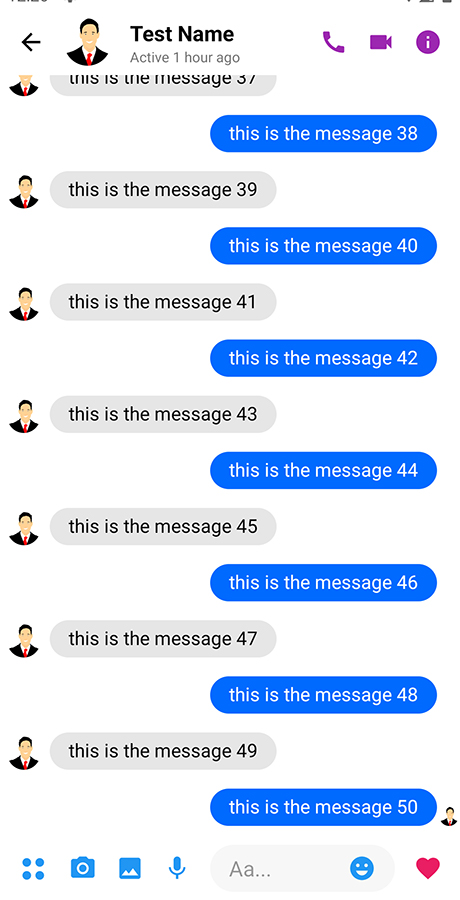 Test Name
Active 1 hour ago
this is the message 37
this is the message 38
this is the message 39
this is the message 40
this is the message 41
this is the message 42
this is the message 43
this is the message 44
this is the message 45
this is the message 46
this is the message 47
this is the message 48
this is the message 49
this is the message 50
Aa...